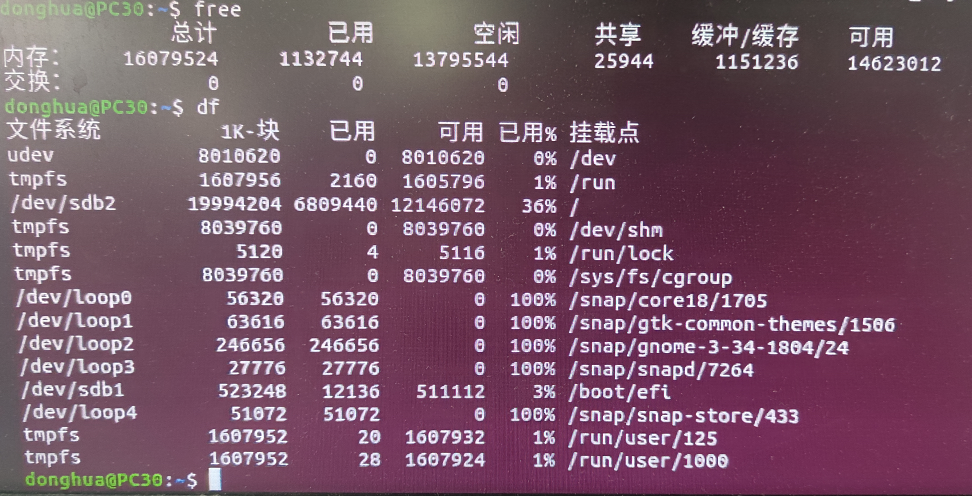 donghua@PC30:~$ free
总计 已用 空闲 共享 缓冲/缓存 可用
内存: 16079524 1132744 13795544 25944 1151236 14623012
交换: 0 0 0
donghua@PC30:~$ df
文件系统 1K-块 已用 可用 已用% 挂载点
udev 8010620 0 8010620 0% /dev
tmpfs 1607956 2160 1605796 1% /run
/dev/sdb2 19994204 6809440 12146072 36% /
tmpfs 8039760 0 8039760 0% /dev/shm
tmpfs 5120 4 5116 1% /run/lock
tmpfs 8039760 0 8039760 0% /sys/fs/cgroup
/dev/loop0 56320 56320 0 100% /snap/core18/1705
/dev/loop1 63616 63616 0 100% /snap/gtk-common-themes/1506
/dev/loop2 246656 246656 0 100% /snap/gnome-3-34-1804/24
/dev/loop3 27776 27776 0 100% /snap/snapd/7264
/dev/sdb1 523248 12136 511112 3% /boot/efi
/dev/loop4 51072 51072 0 100% /snap/snap-store/433
tmpfs 1607952 20 1607932 1% /run/user/125
tmpfs 1607952 28 1607924 1% /run/user/1000
donghua@PC30:~$